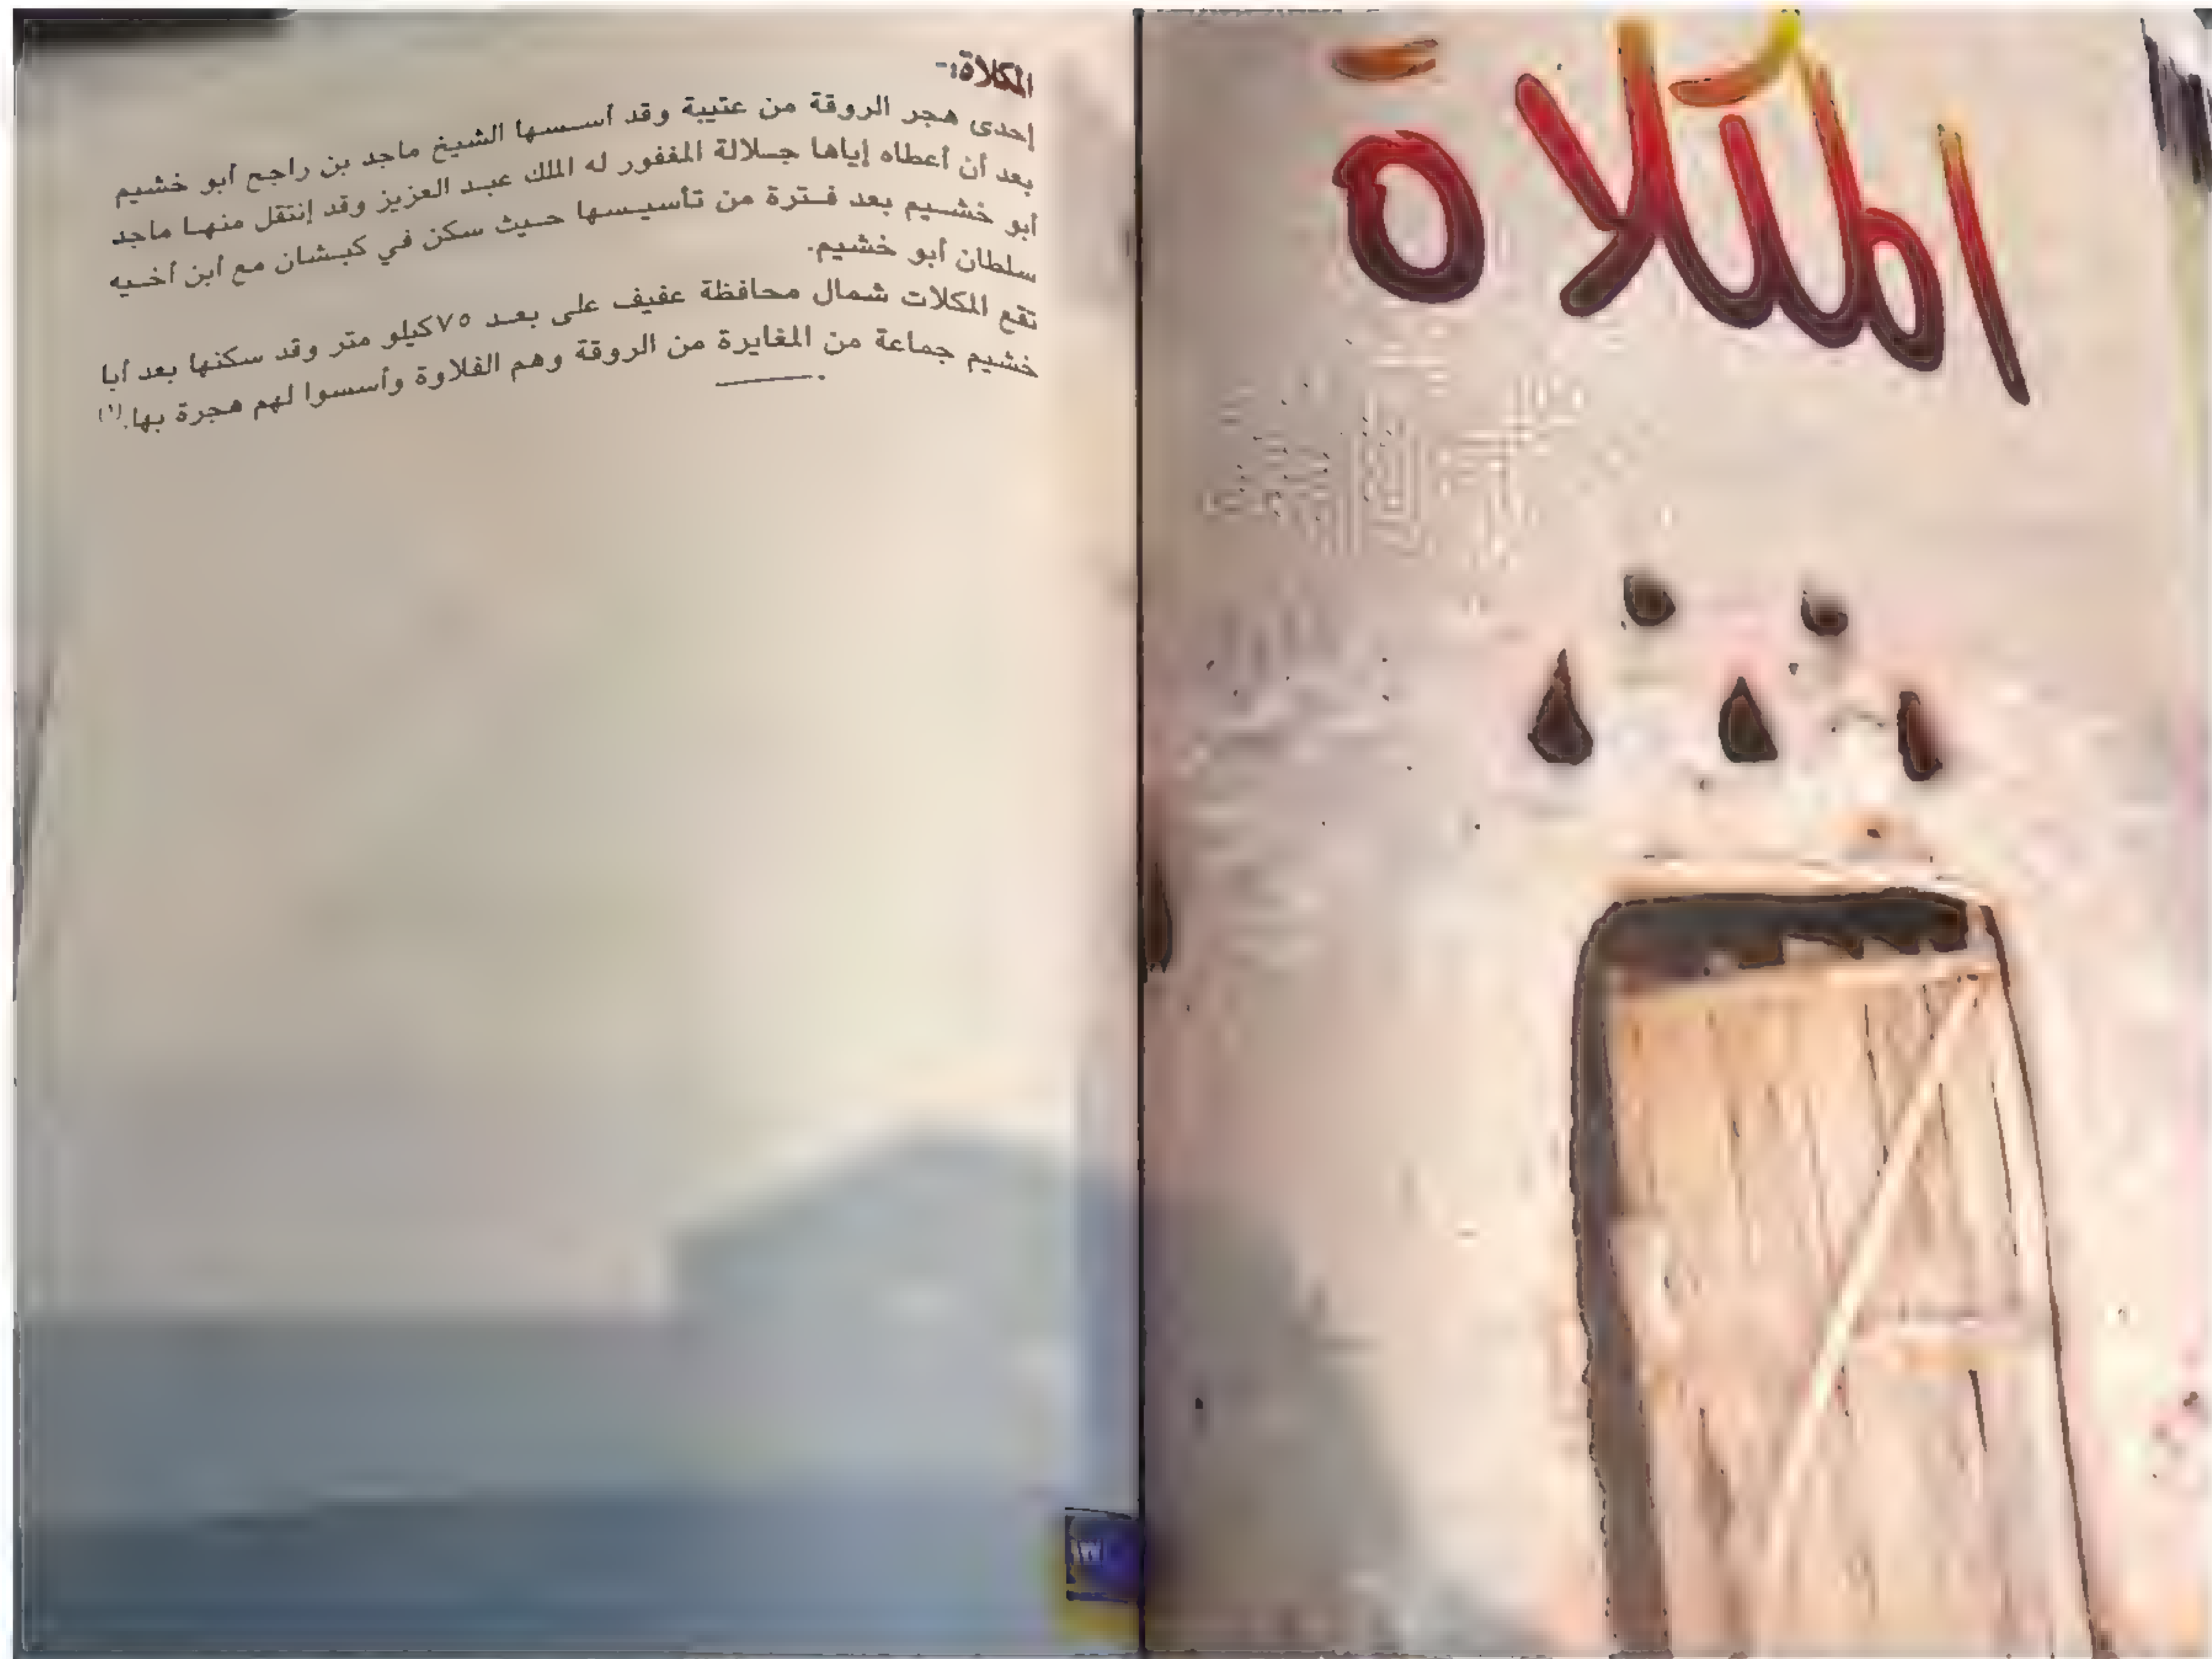 المكلاة
المكلاة:-
إحدى هجر الروقة من عتيبة وقد أسسها الشيخ ماجد بن راجح أبو خشيم
بعد أن أعطاه إياها جلالة المغفور له الملك عبد العزيز وقد إنتقل منها ماجد
أبو خشيم بعد فترة من تأسيسها حيث سكن في كبشان مع أبن أخيه
سلطان أبو خشيم.
تقع المكلات شمال محافظة عفيف على بعد ٧٥كيلو متر وقد سكنها بعد أبا
خشيم جماعة من المغايرة من الروقة وهم الفلاوة وأسسوا لهم هجرة بها.(١)